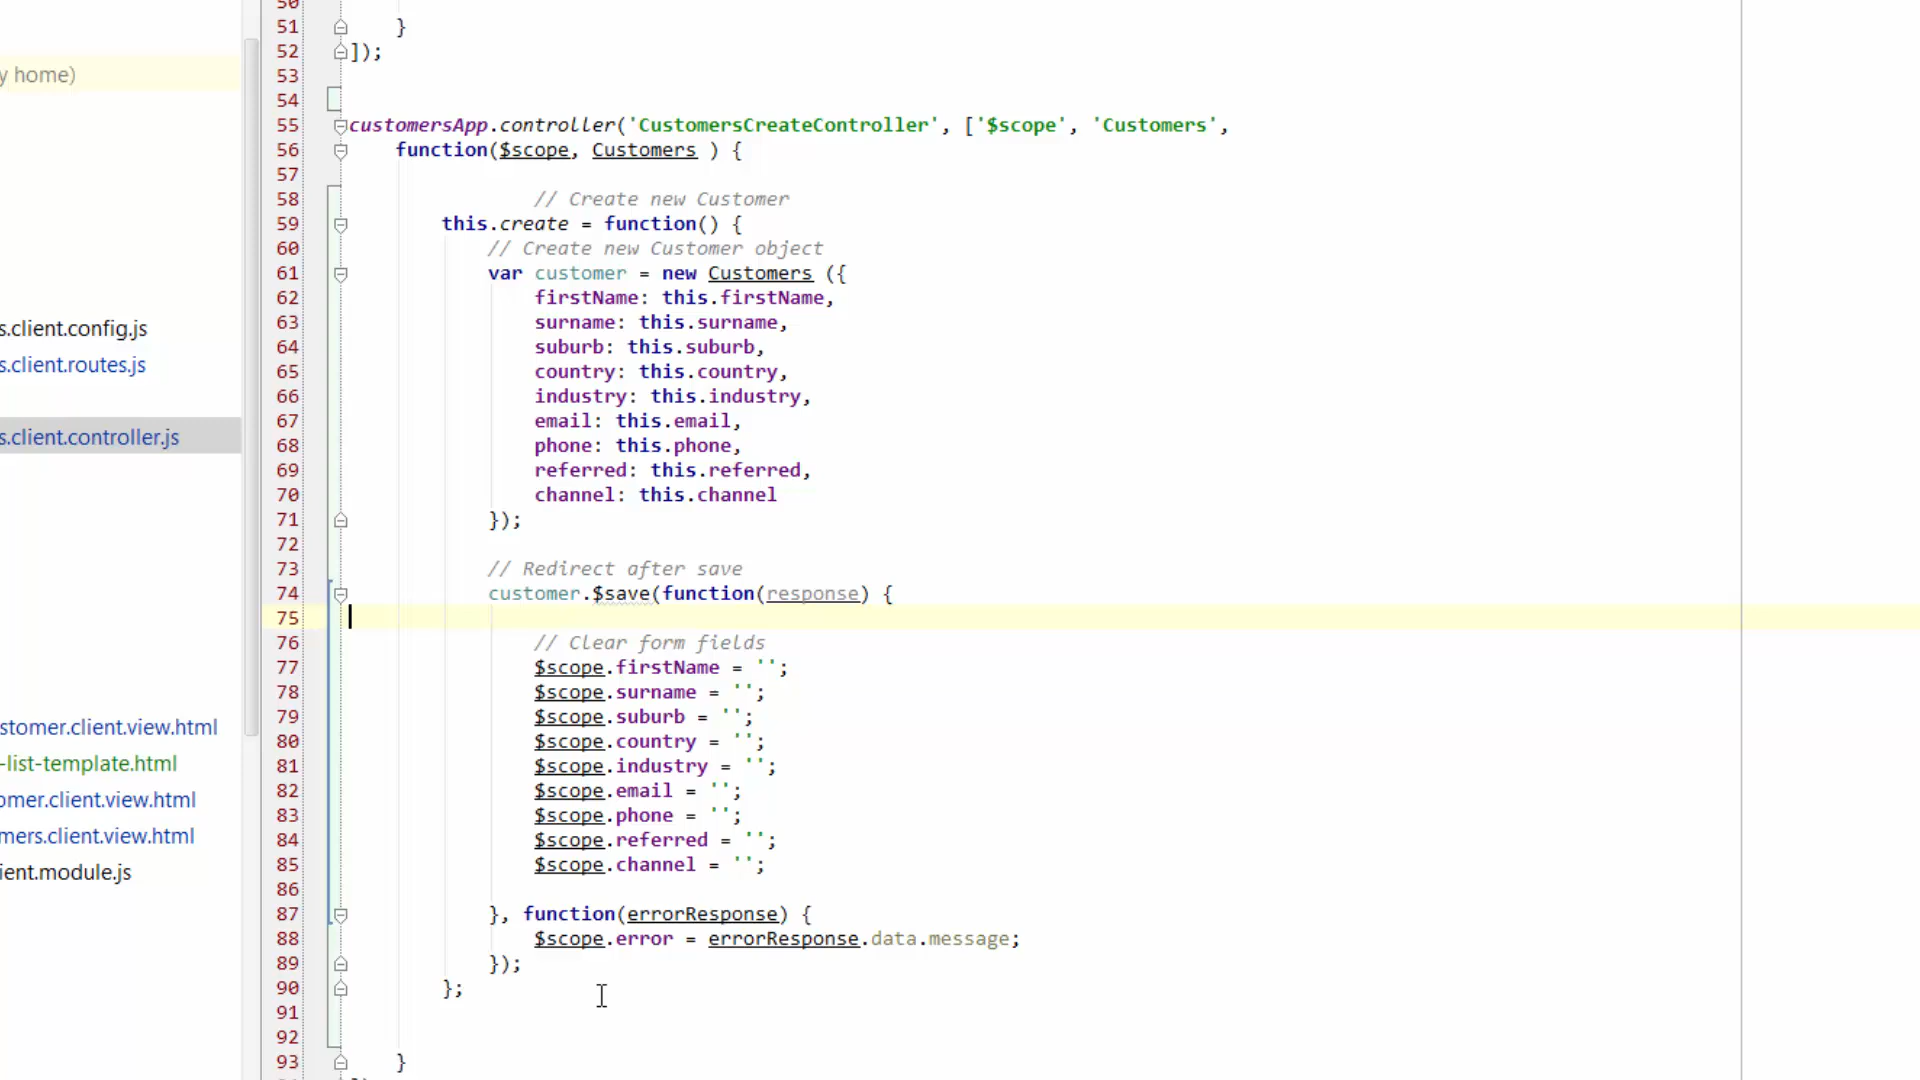 50
51 }
52 ]);
y home)
53
54
55 customersApp.controller('CustomersCreateController', ['$scope', 'Customers',
56 function($scope, Customers ) {
57
58 // Create new Customer
59 this.create = function() {
60 // Create new Customer object
61 var customer = new Customers ({
62 firstName: this.firstName,
63 surname: this.surname,
s.client.config.js
64 suburb: this.suburb,
s.client.routes.js
65 country: this.country,
66 industry: this.industry,
67 email: this.email,
s.client.controller.js
68 phone: this.phone,
69 referred: this.referred,
70 channel: this.channel
71 });
72
73 // Redirect after save
74 customer.$save(function(response) {
75
76 // Clear form fields
77 $scope.firstName = '';
78 $scope.surname = '';
79 $scope.suburb = '';
stomer.client.view.html
80 $scope.country = '';
-list-template.html
81 $scope.industry = '';
82 $scope.email = '';
omer.client.view.html
83 $scope.phone = '';
mers.client.view.html
84 $scope.referred = '';
85 $scope.channel = '';
ient.module.js
86
87 }, function(errorResponse) {
88 $scope.error = errorResponse.data.message;
89 });
90 };
91
92
93 }